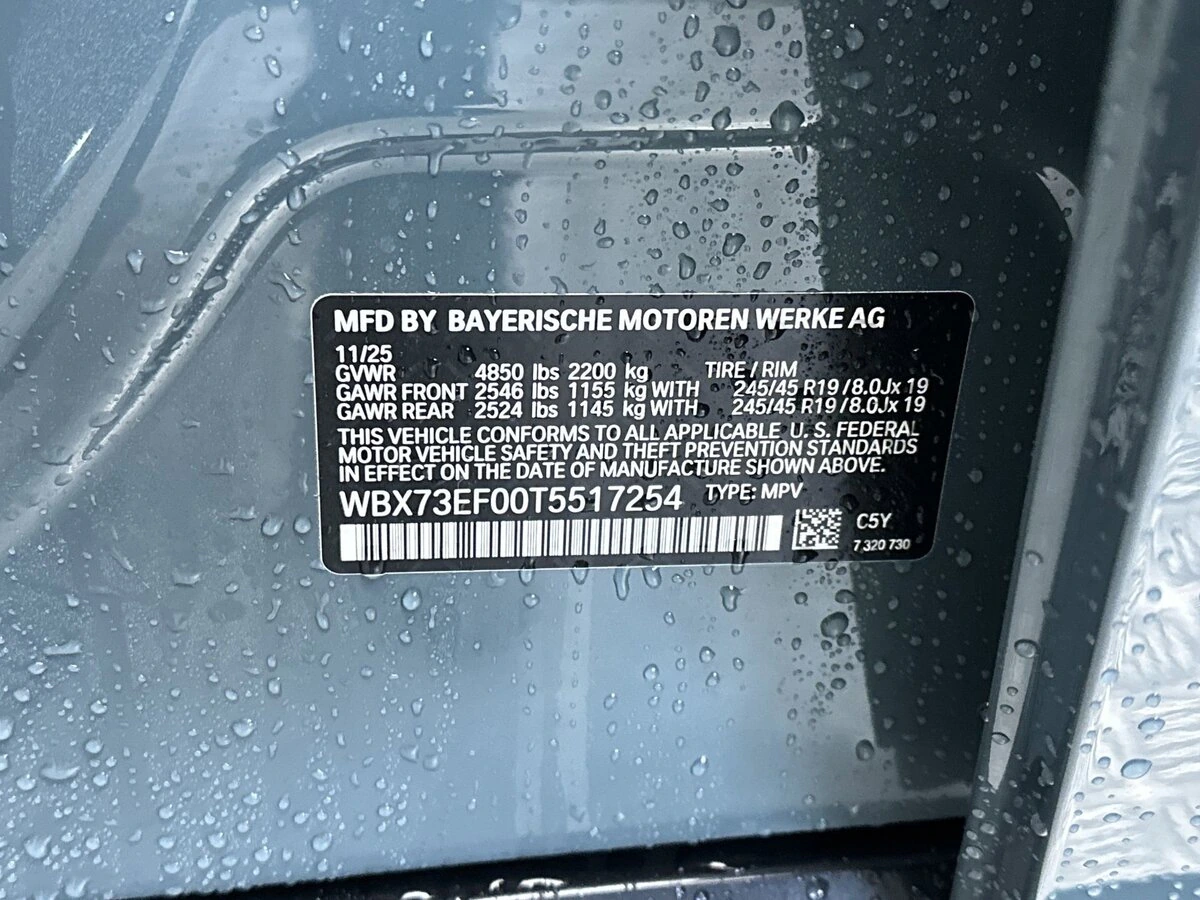 MFD BY BAYERISCHE MOTOREN WERKE AG
11/25
GVWR 4850 lbs 2200 kg TIRE / RIM
GAWR FRONT 2546 lbs 1155 kg WITH 245/45 R19 /8.0Jx 19
GAWR REAR 2524 lbs 1145 kg WITH 245/45 R19 /8.0Jx 19
THIS VEHICLE CONFORMS TO ALL APPLICABLE U. S. FEDERAL
MOTOR VEHICLE SAFETY AND THEFT PREVENTION STANDARDS
IN EFFECT ON THE DATE OF MANUFACTURE SHOWN ABOVE.
WBX73EF00T5517254 TYPE: MPV
C5Y
7 320 730